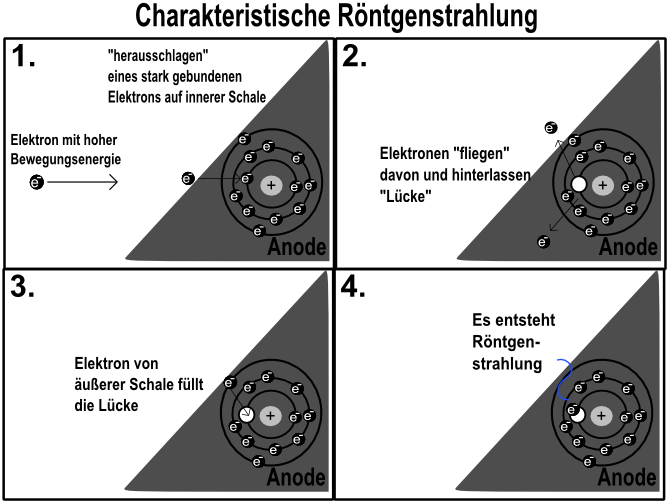 Charakteristische Röntgenstrahlung
1.
"herausschlagen"
eines stark gebundenen
Elektrons auf innerer Schale
Elektron mit hoher
Bewegungsenergie
e⁻
e⁻
e⁻
e⁻
e⁻
e⁻
e⁻
e⁻ e⁻
e⁻
e⁻
e⁻
e⁻
+
Anode
2.
Elektronen "fliegen"
davon und hinterlassen
"Lücke"
e⁻
e⁻
e⁻
e⁻
e⁻
e⁻ e⁻
e⁻
e⁻
e⁻
e⁻
e⁻
+
Anode
3.
Elektron von
äußerer Schale füllt
die Lücke
e⁻
e⁻
e⁻
e⁻
e⁻ e⁻
e⁻
e⁻
e⁻
e⁻
+
Anode
4.
Es entsteht
Röntgen-
strahlung
e⁻
e⁻
e⁻
e⁻
e⁻ e⁻
e⁻
e⁻
e⁻
e⁻
+
Anode